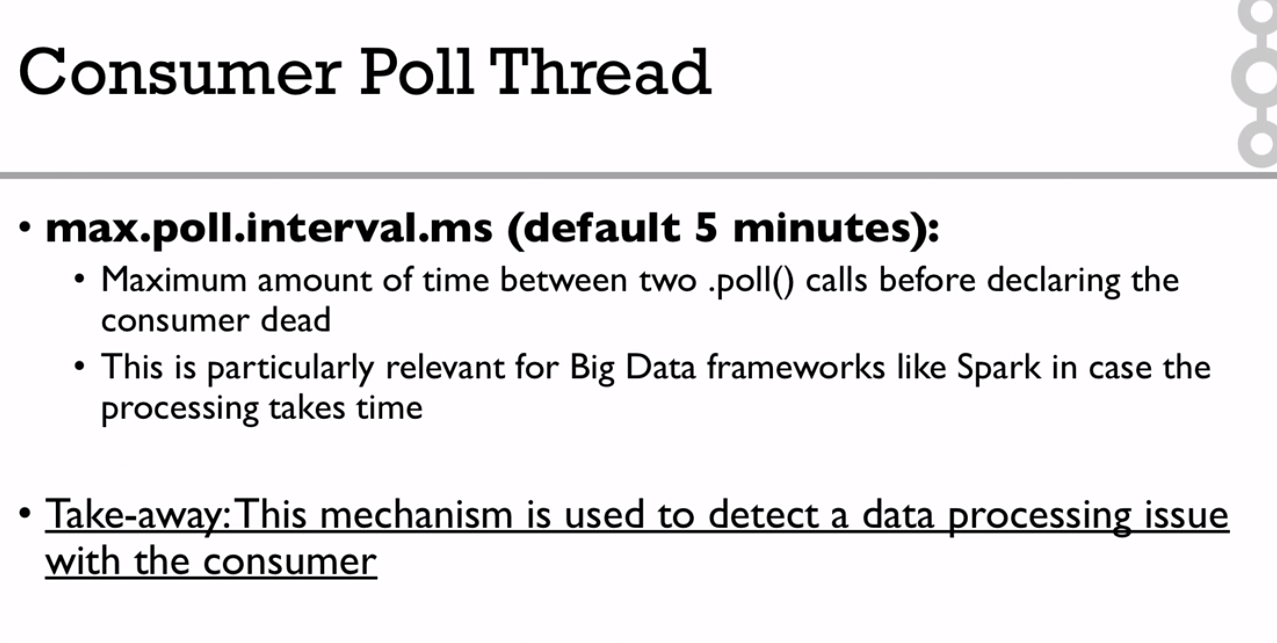 Consumer Poll Thread
• max.poll.interval.ms (default 5 minutes):
• Maximum amount of time between two .poll() calls before declaring the
consumer dead
• This is particularly relevant for Big Data frameworks like Spark in case the
processing takes time
• Take-away: This mechanism is used to detect a data processing issue
with the consumer